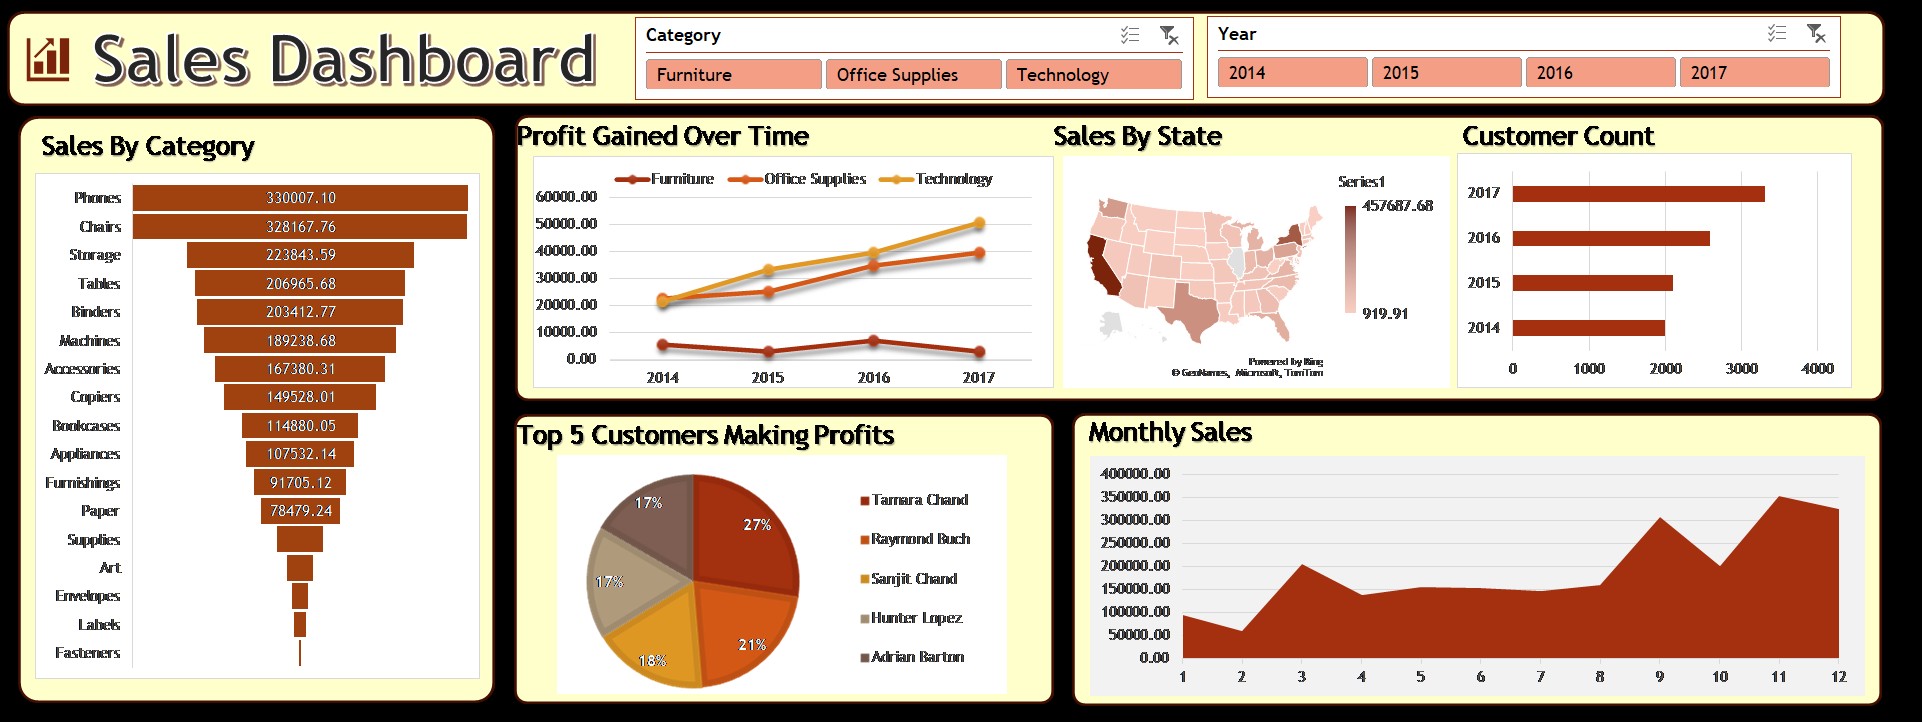 Sales Dashboard
Category
Furniture
Office Supplies
Technology
Year
2014
2015
2016
2017
Sales By Category
Phones 330007.10
Chairs 328167.76
Storage 223843.59
Tables 206965.68
Binders 203412.77
Machines 189238.68
Accessories 167380.31
Copiers 149528.01
Bookcases 114880.05
Appliances 107532.14
Furnishings 91705.12
Paper 78479.24
Supplies
Art
Envelopes
Labels
Fasteners
Profit Gained Over Time
Furniture Office Supplies Technology
60000.00
50000.00
40000.00
30000.00
20000.00
10000.00
0.00
2014 2015 2016 2017
Sales By State
Series1
457687.68
919.91
Powered by Bing
© GeoNames, Microsoft, TomTom
Customer Count
2017
2016
2015
2014
0 1000 2000 3000 4000
Top 5 Customers Making Profits
27%
21%
18%
17%
17%
Tamara Chand
Raymond Buch
Sanjit Chand
Hunter Lopez
Adrian Barton
Monthly Sales
400000.00
350000.00
300000.00
250000.00
200000.00
150000.00
100000.00
50000.00
0.00
1 2 3 4 5 6 7 8 9 10 11 12